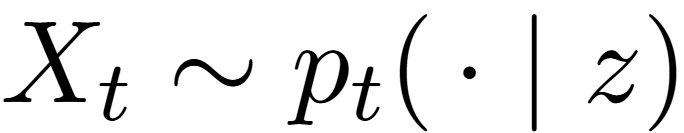 X_t ∼ p_t(· | z)